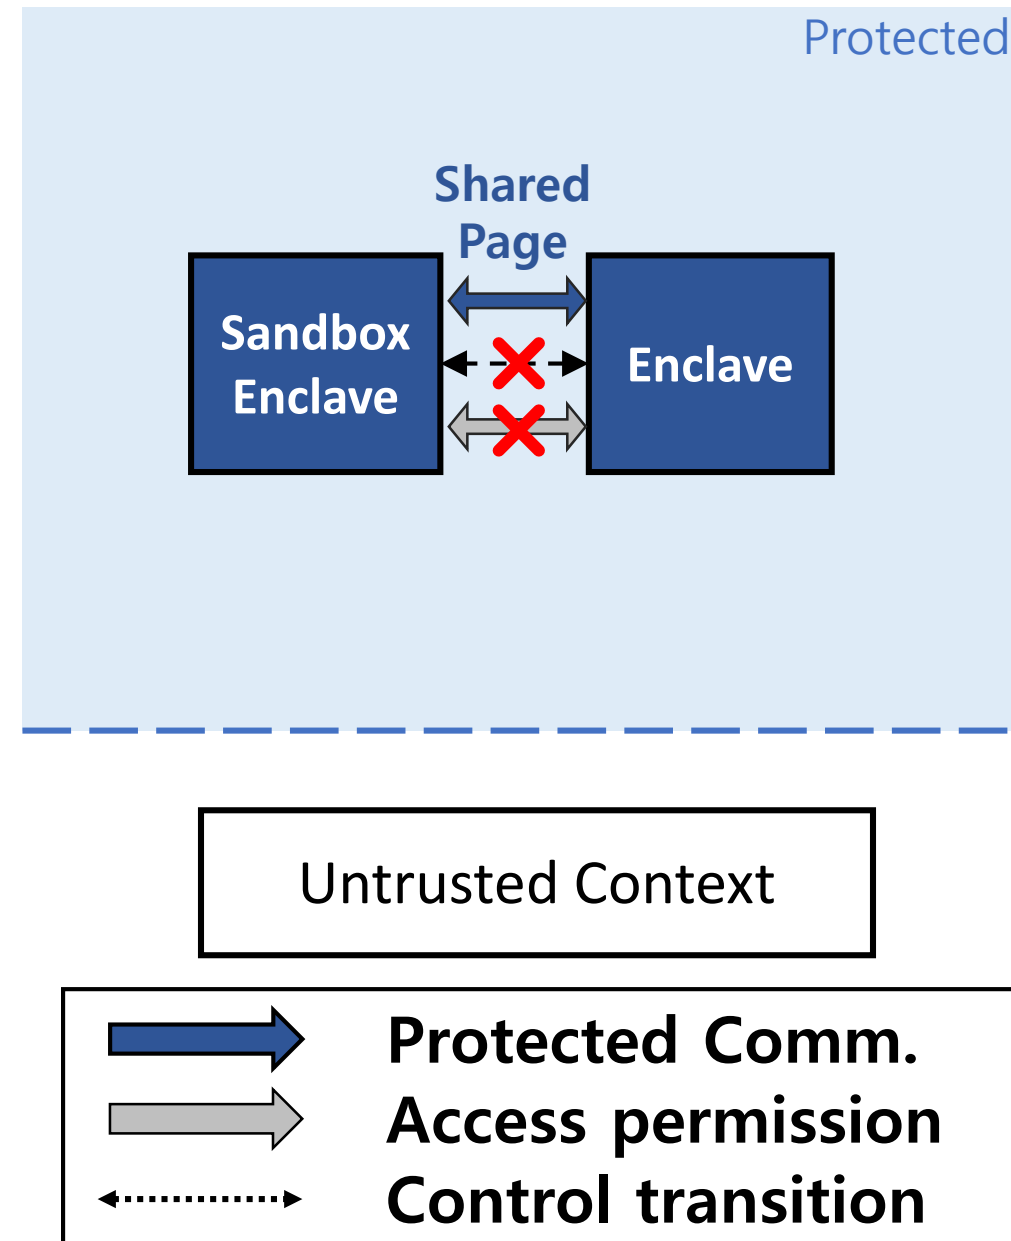 Protected
Shared
Page
Sandbox
Enclave
Enclave
Untrusted Context
Protected Comm.
Access permission
Control transition